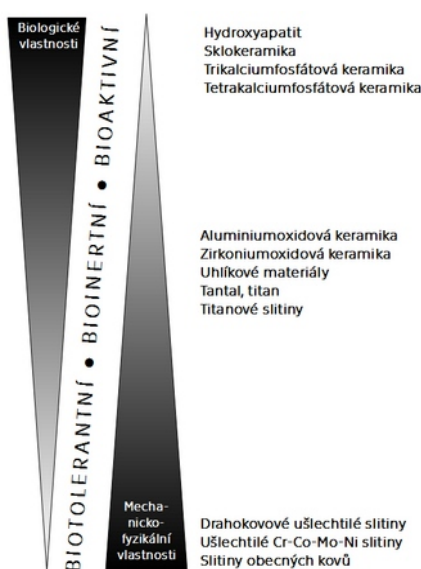 Biologické
vlastnosti
BIOTOLERANTNÍ • BIOINERTNÍ • BIOAKTIVNÍ
Hydroxyapatit
Sklokeramika
Trikalciumfosfátová keramika
Tetrakalciumfosfátová keramika
Aluminiumoxidová keramika
Zirkoniumoxidová keramika
Uhlíkové materiály
Tantal, titan
Titanové slitiny
Mecha-
nicko-
fyzikální
vlastnosti
Drahokovové ušlechtilé slitiny
Ušlechtilé Cr-Co-Mo-Ni slitiny
Slitiny obecných kovů